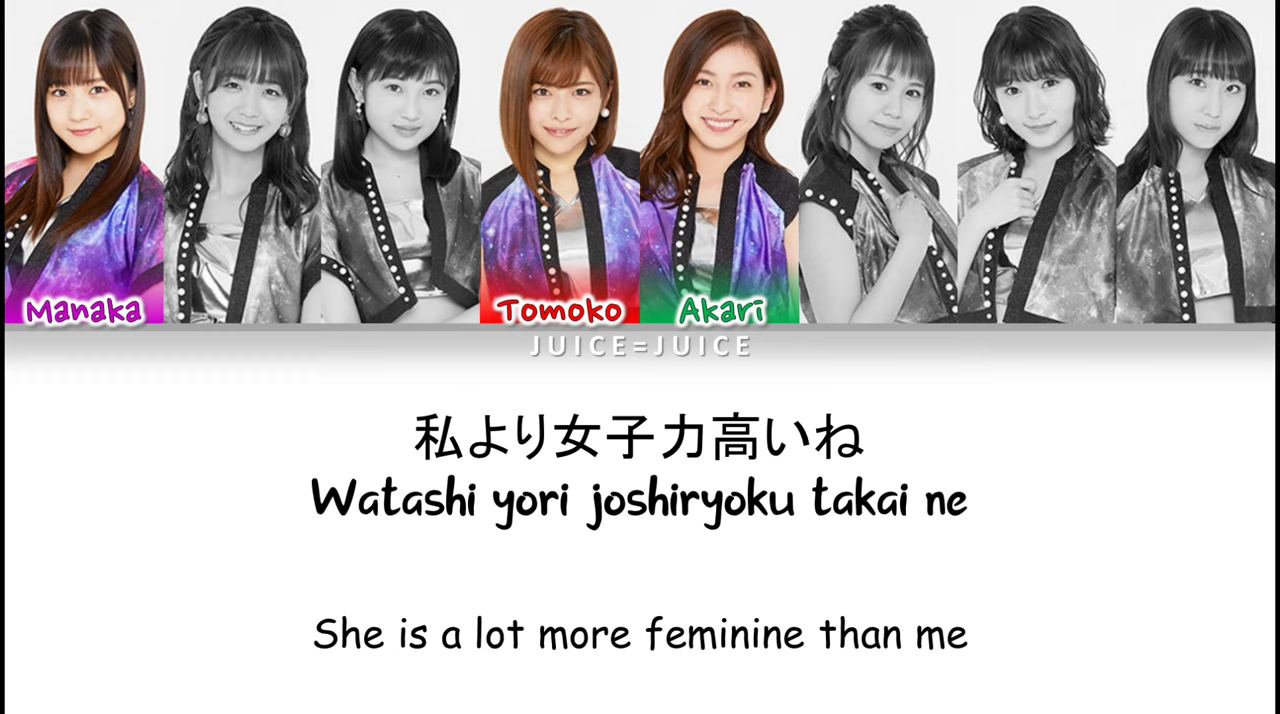 Manaka Tomoko Akari
JUICE=JUICE
私より女子力高いね
Watashi yori joshiryoku takai ne
She is a lot more feminine than me